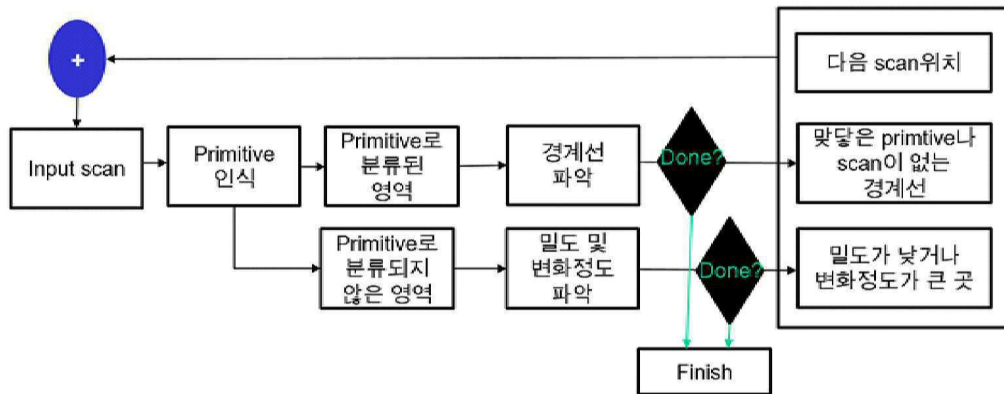 +
다음 scan위치
Input scan
Primitive
인식
Primitive로
분류된
영역
경계선
파악
Done?
맞닿은 primtive나
scan이 없는
경계선
Primitive로
분류되지
않은 영역
밀도 및
변화정도
파악
Done?
밀도가 낮거나
변화정도가 큰 곳
Finish